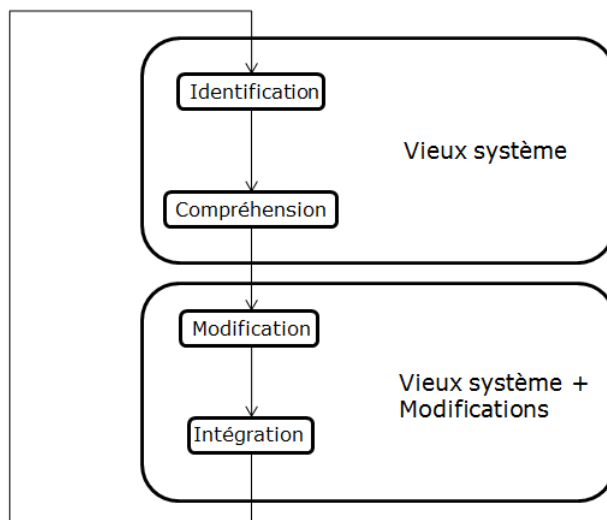 Identification
Vieux système
Compréhension
Modification
Vieux système +
Modifications
Intégration